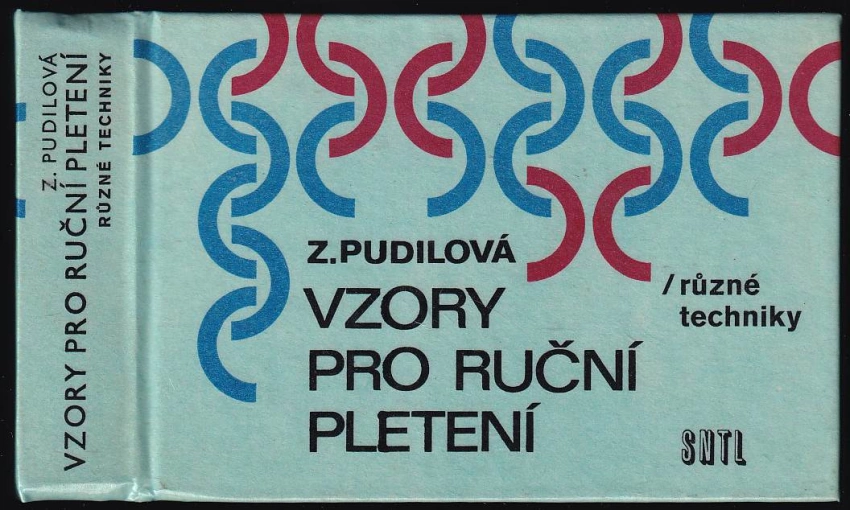 Z. PUDILOVÁ
VZORY PRO RUČNÍ PLETENÍ
RŮZNÉ TECHNIKY
Z.PUDILOVÁ
VZORY
PRO RUČNÍ
PLETENÍ
/různé
techniky
SNTL